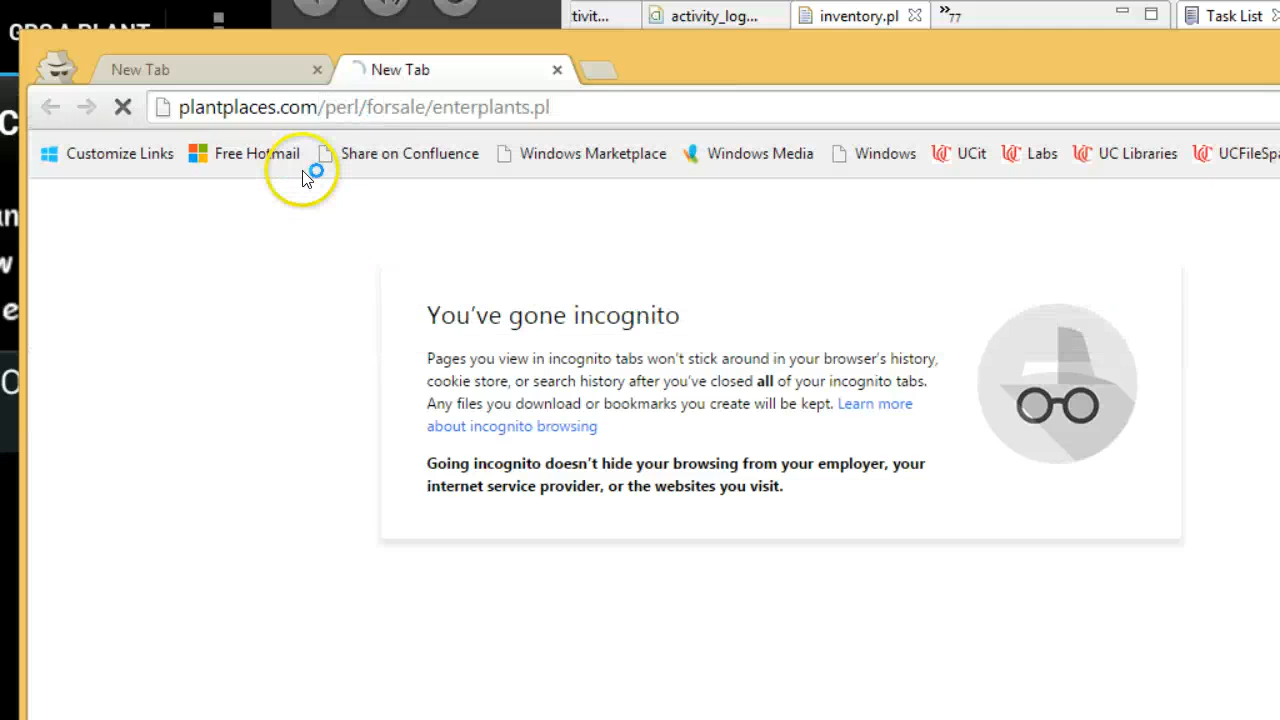 GPS A PLANT
tivit...
activity_log...
inventory.pl
»77
Task List
New Tab
New Tab
plantplaces.com/perl/forsale/enterplants.pl
Customize Links
Free Hotmail
Share on Confluence
Windows Marketplace
Windows Media
Windows
UCit
Labs
UC Libraries
UCFileSpa
You've gone incognito
Pages you view in incognito tabs won't stick around in your browser's history,
cookie store, or search history after you've closed all of your incognito tabs.
Any files you download or bookmarks you create will be kept. Learn more
about incognito browsing
Going incognito doesn't hide your browsing from your employer, your
internet service provider, or the websites you visit.